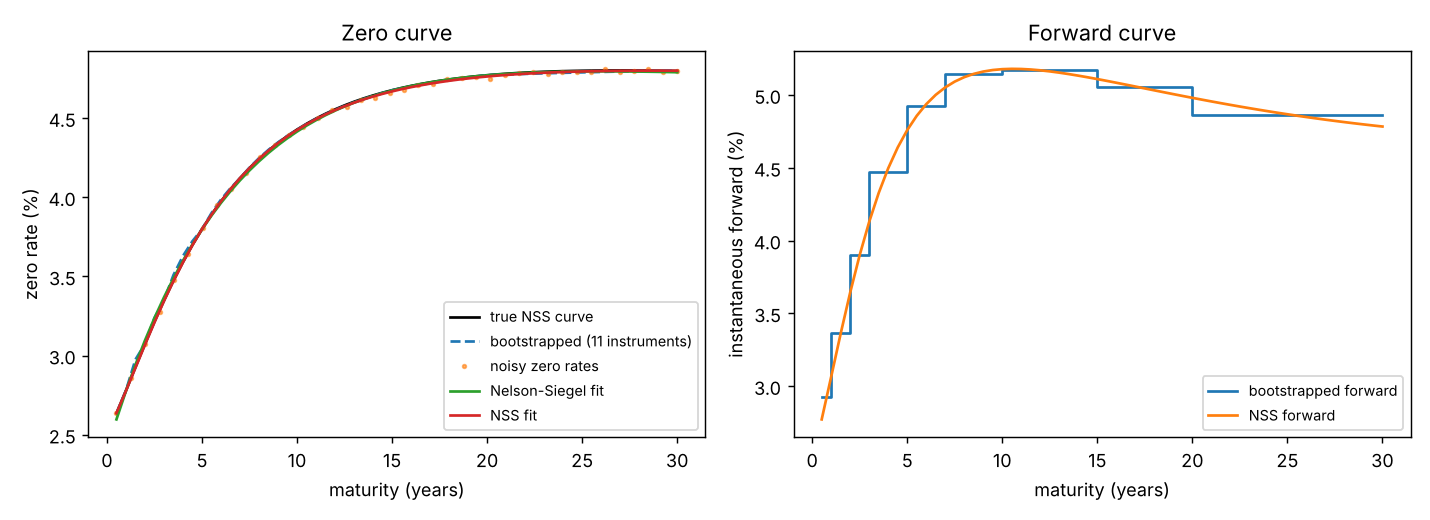 Zero curve
zero rate (%)
4.5
4.0
3.5
3.0
2.5
0 5 10 15 20 25 30
maturity (years)
true NSS curve
bootstrapped (11 instruments)
noisy zero rates
Nelson-Siegel fit
NSS fit
Forward curve
instantaneous forward (%)
5.0
4.5
4.0
3.5
3.0
0 5 10 15 20 25 30
maturity (years)
bootstrapped forward
NSS forward